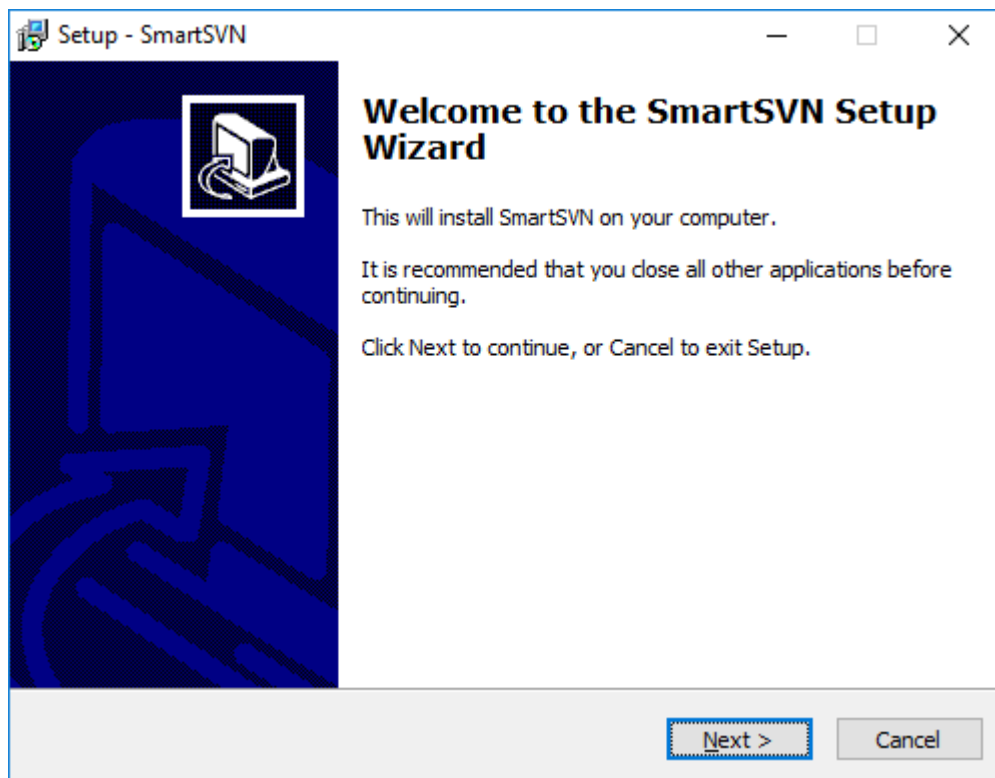 Setup - SmartSVN
Welcome to the SmartSVN Setup
Wizard
This will install SmartSVN on your computer.
It is recommended that you close all other applications before
continuing.
Click Next to continue, or Cancel to exit Setup.
Next >
Cancel